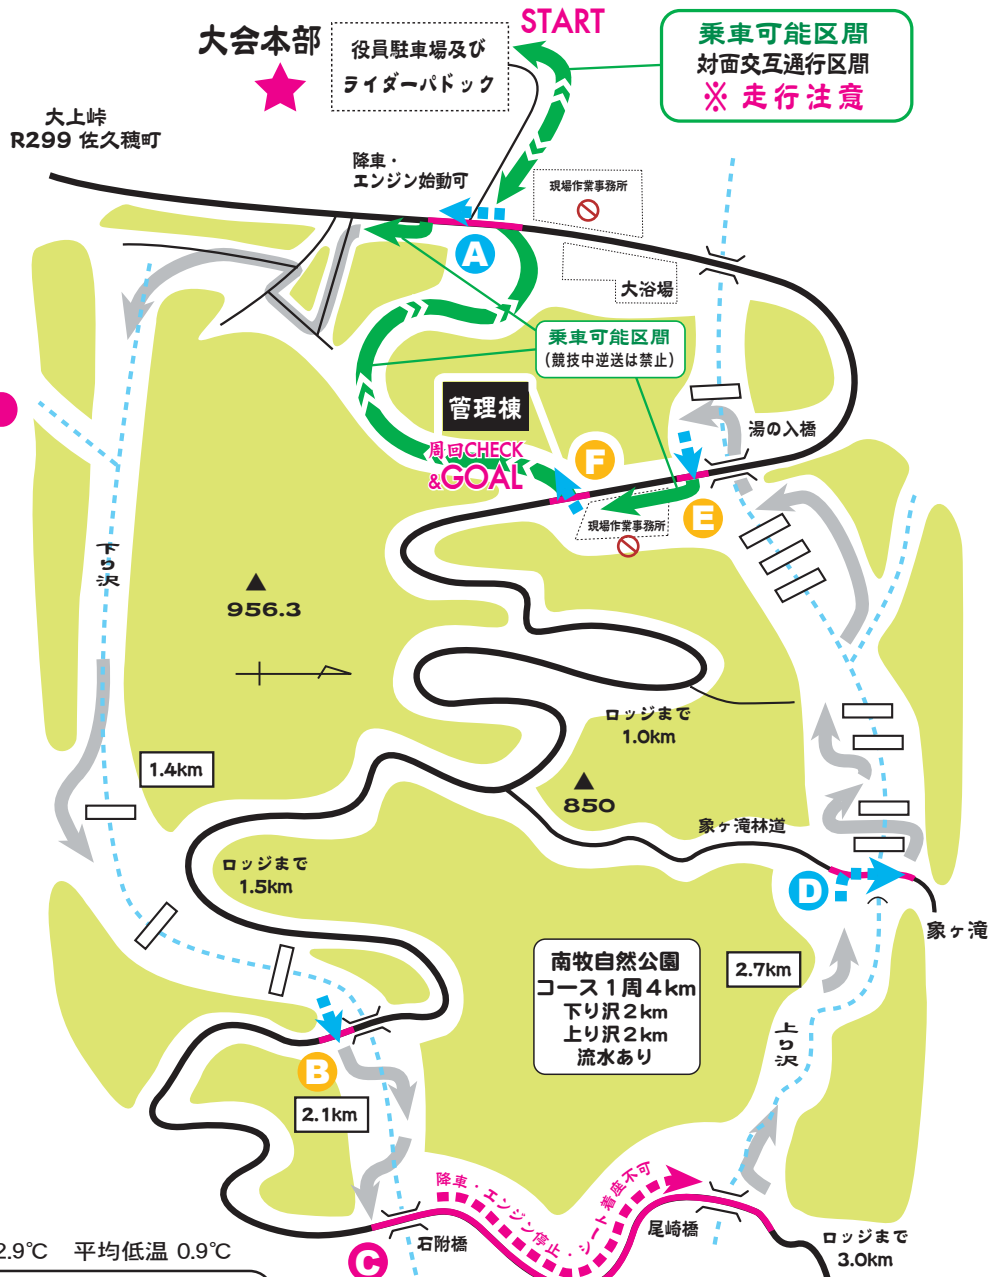 START
大会本部
役員駐車場及び
ライダーパドック
乗車可能区間
対面交互通行区間
※ 走行注意
大上峠
R299 佐久穂町
降車・
エンジン始動可
現場作業事務所
A
大浴場
乗車可能区間
(競技中逆送は禁止)
管理棟
周回CHECK
&GOAL
F
湯の入橋
E
現場作業事務所
下り沢
956.3
ロッジまで
1.0km
1.4km
850
象ヶ滝林道
ロッジまで
1.5km
D
象ヶ滝
南牧自然公園
コース1周4km
下り沢2km
上り沢2km
流水あり
2.7km
上り沢
B
2.1km
降車・エンジン停止・シート着座不可
石附橋
尾崎橋
C
ロッジまで
3.0km
2.9℃ 平均低温 0.9℃